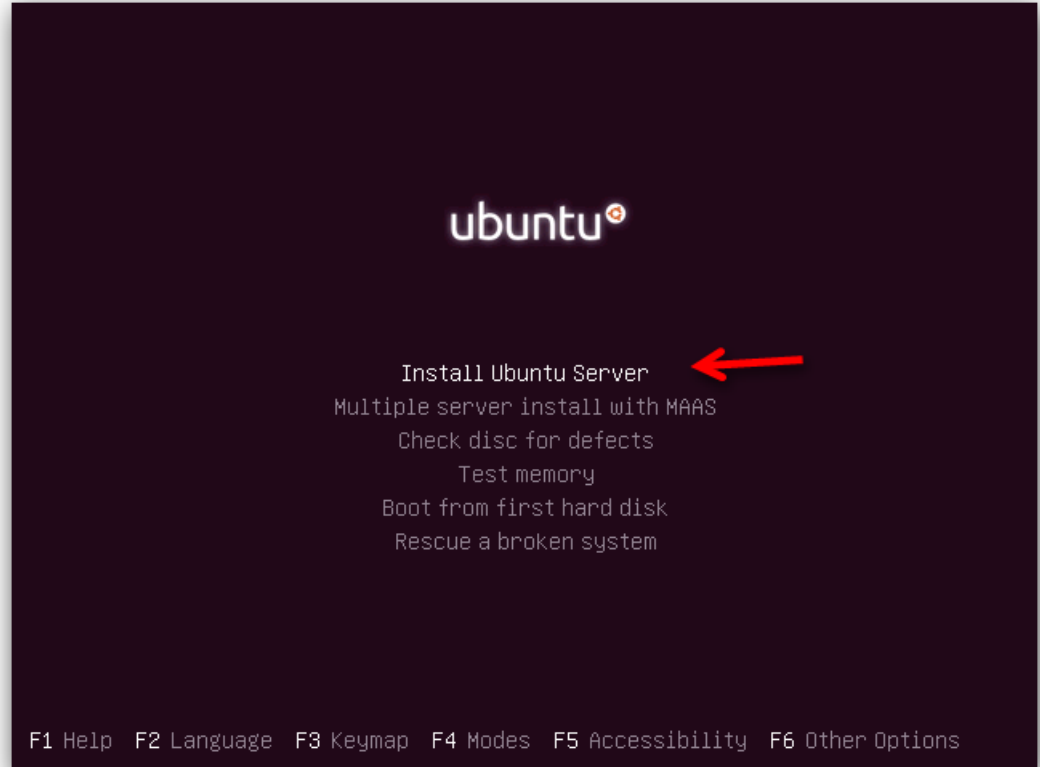 ubuntu
Install Ubuntu Server
Multiple server install with MAAS
Check disc for defects
Test memory
Boot from first hard disk
Rescue a broken system
F1 Help F2 Language F3 Keymap F4 Modes F5 Accessibility F6 Other Options